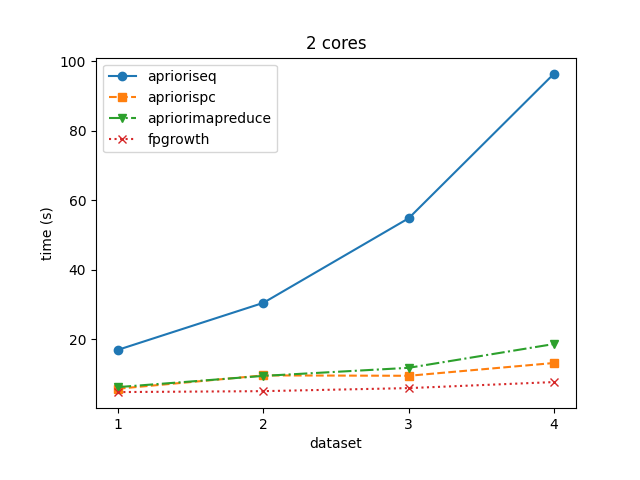 2 cores
aprioriseq
apriorispc
apriorimapreduce
fpgrowth
time (s)
100
80
60
40
20
1 2 3 4
dataset